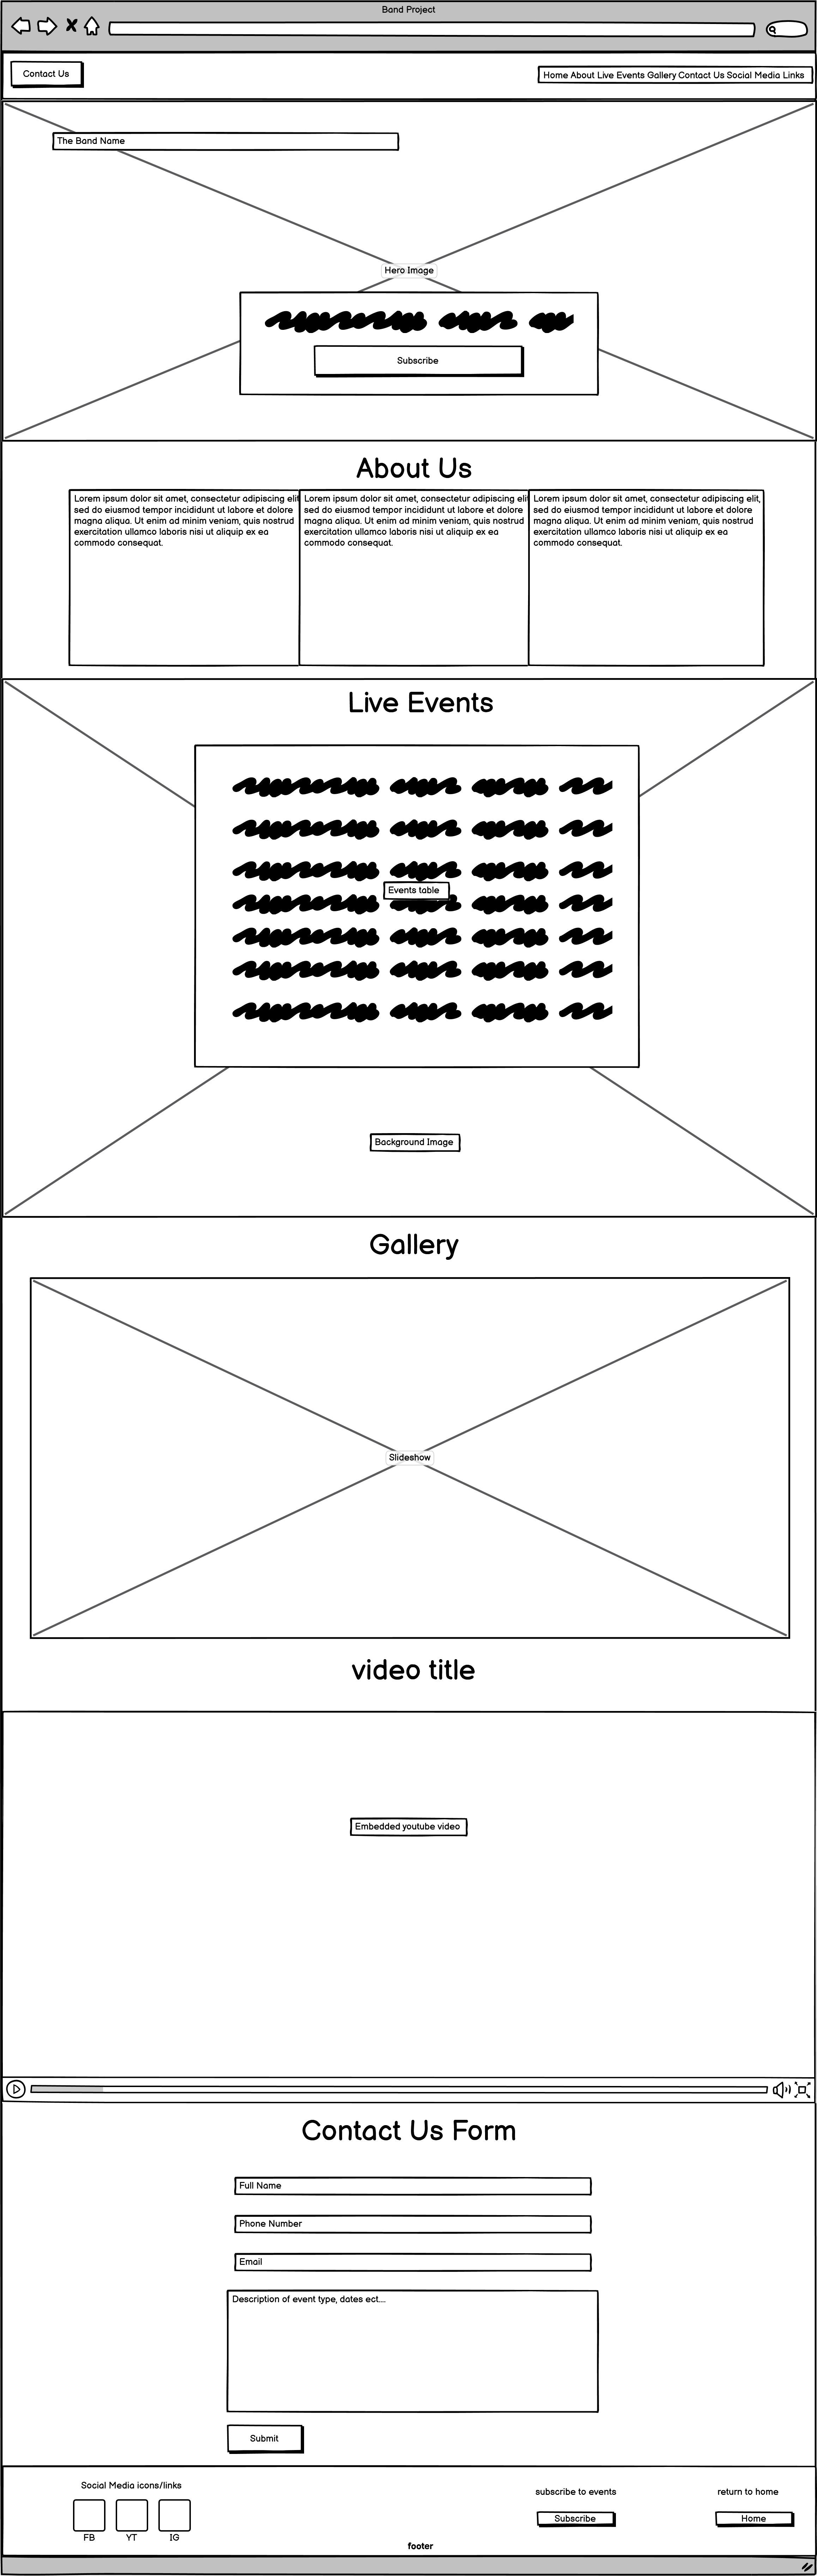 Band Project
Contact Us
Home About Live Events Gallery Contact Us Social Media Links
The Band Name
Hero Image
Subscribe
About Us
Lorem ipsum dolor sit amet, consectetur adipiscing elit
sed do eiusmod tempor incididunt ut labore et dolore
magna aliqua. Ut enim ad minim veniam, quis nostrud
exercitation ullamco laboris nisi ut aliquip ex ea
commodo consequat.
Lorem ipsum dolor sit amet, consectetur adipiscing elit
sed do eiusmod tempor incididunt ut labore et dolore
magna aliqua. Ut enim ad minim veniam, quis nostrud
exercitation ullamco laboris nisi ut aliquip ex ea
commodo consequat.
Lorem ipsum dolor sit amet, consectetur adipiscing elit,
sed do eiusmod tempor incididunt ut labore et dolore
magna aliqua. Ut enim ad minim veniam, quis nostrud
exercitation ullamco laboris nisi ut aliquip ex ea
commodo consequat.
Live Events
Events table
Background Image
Gallery
Slideshow
video title
Embedded youtube video
Contact Us Form
Full Name
Phone Number
Email
Description of event type, dates ect....
Submit
Social Media icons/links
FB YT IG
subscribe to events
Subscribe
return to home
Home
footer